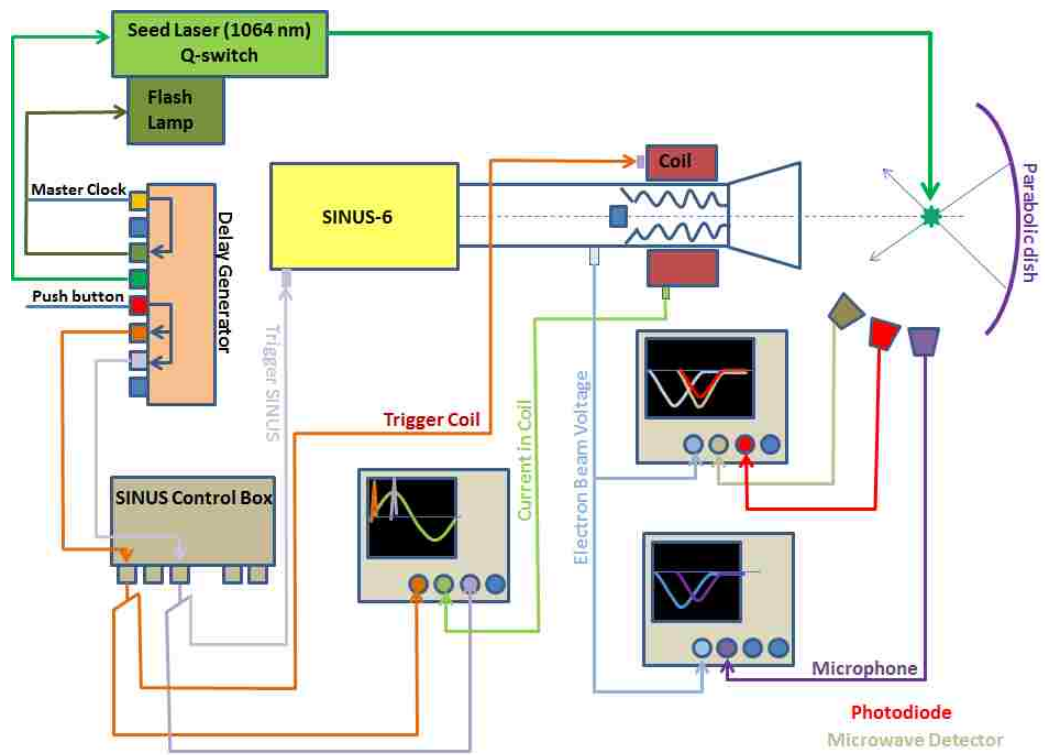 Seed Laser (1064 nm)
Q-switch
Flash
Lamp
Master Clock
Delay Generator
Push button
SINUS-6
Coil
Parabolic dish
Trigger SINUS
Trigger Coil
Current in Coil
Electron Beam Voltage
SINUS Control Box
Microphone
Photodiode
Microwave Detector